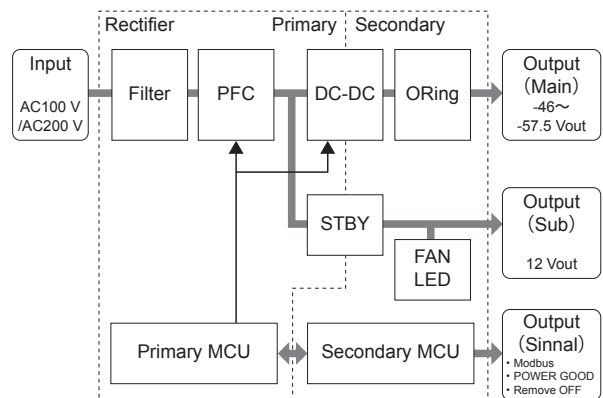 Rectifier
Primary
Secondary
Input
AC100 V
/AC200 V
Filter
PFC
DC-DC
ORing
Output
(Main)
-46～
-57.5 Vout
STBY
FAN
LED
Output
(Sub)
12 Vout
Primary MCU
Secondary MCU
Output
(Sinnal)
• Modbus
• POWER GOOD
• Remove OFF